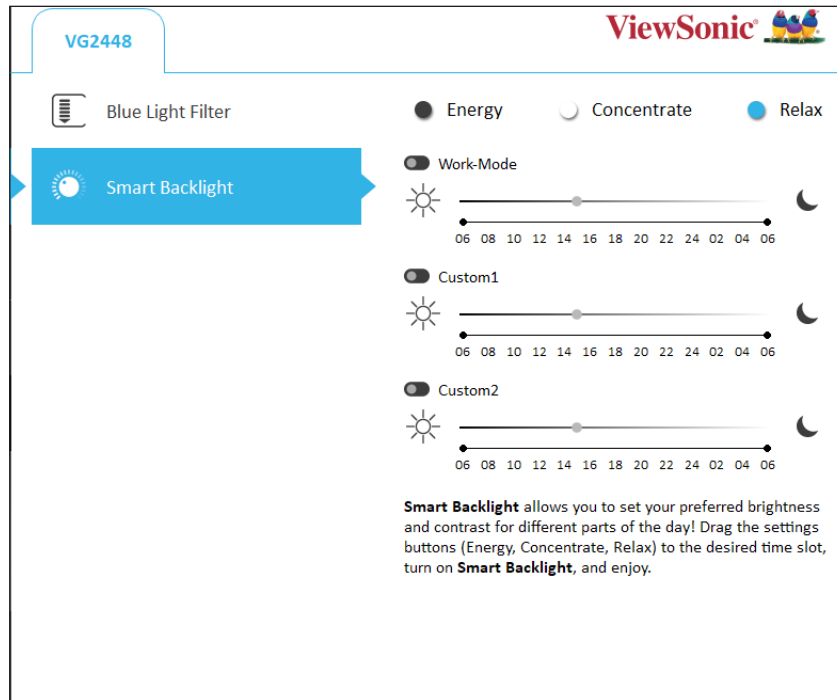 VG2448
ViewSonic®
Blue Light Filter
Smart Backlight
Energy Concentrate Relax
Work-Mode
06 08 10 12 14 16 18 20 22 24 02 04 06
Custom1
06 08 10 12 14 16 18 20 22 24 02 04 06
Custom2
06 08 10 12 14 16 18 20 22 24 02 04 06
Smart Backlight allows you to set your preferred brightness
and contrast for different parts of the day! Drag the settings
buttons (Energy, Concentrate, Relax) to the desired time slot,
turn on Smart Backlight, and enjoy.